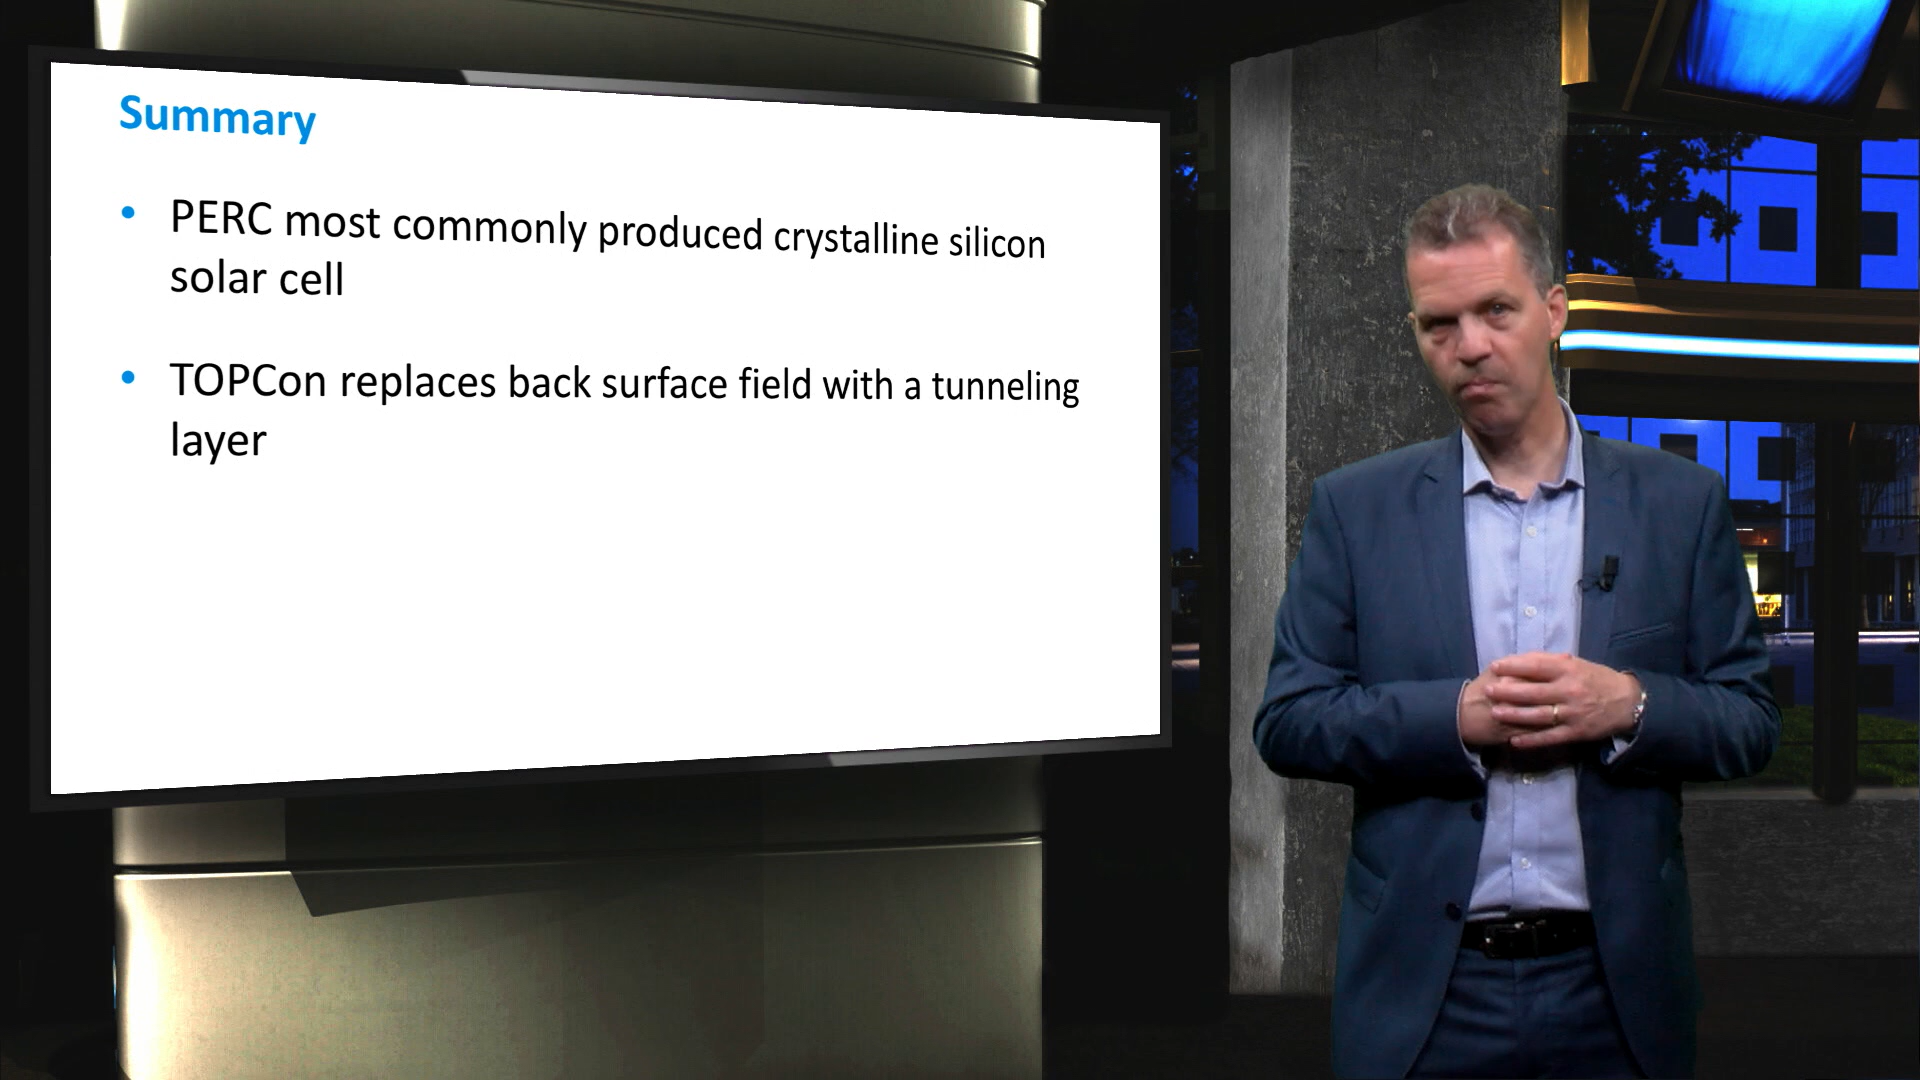 Summary
• PERC most commonly produced crystalline silicon
solar cell
• TOPCon replaces back surface field with a tunneling
layer